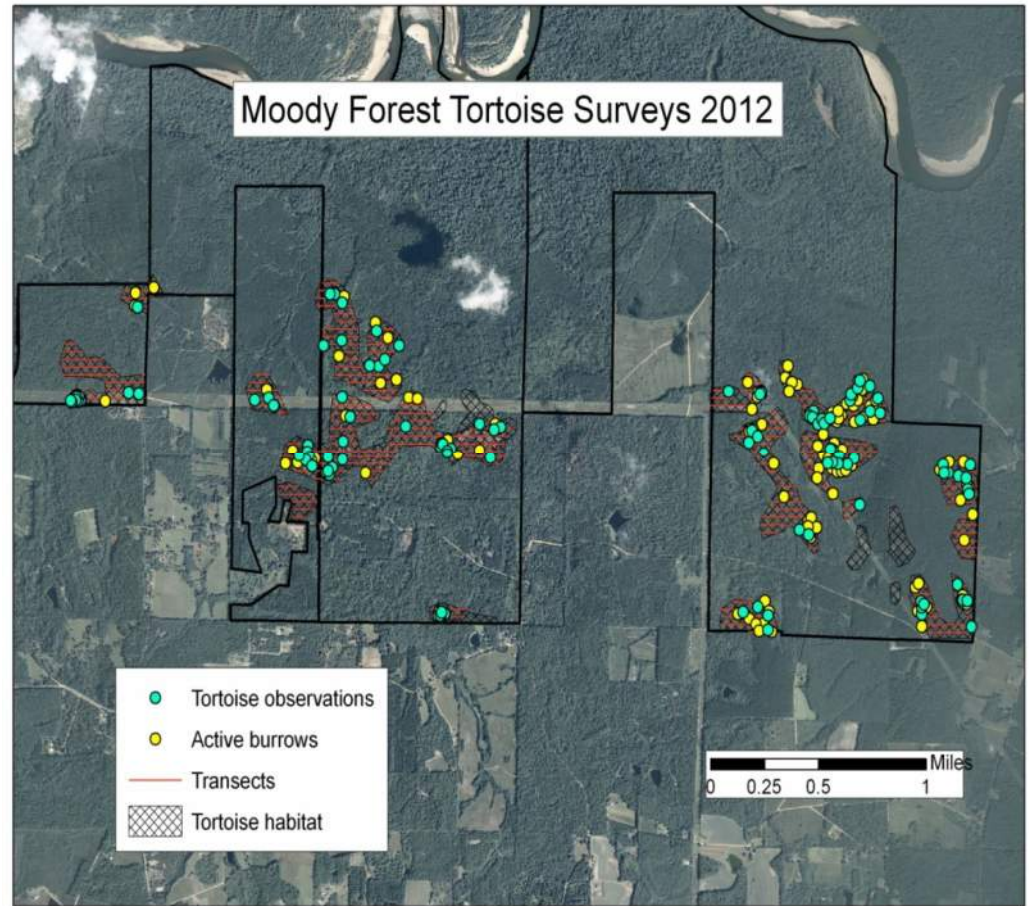 Moody Forest Tortoise Surveys 2012
Tortoise observations
Active burrows
Transects
Tortoise habitat
Miles
0 0.25 0.5 1